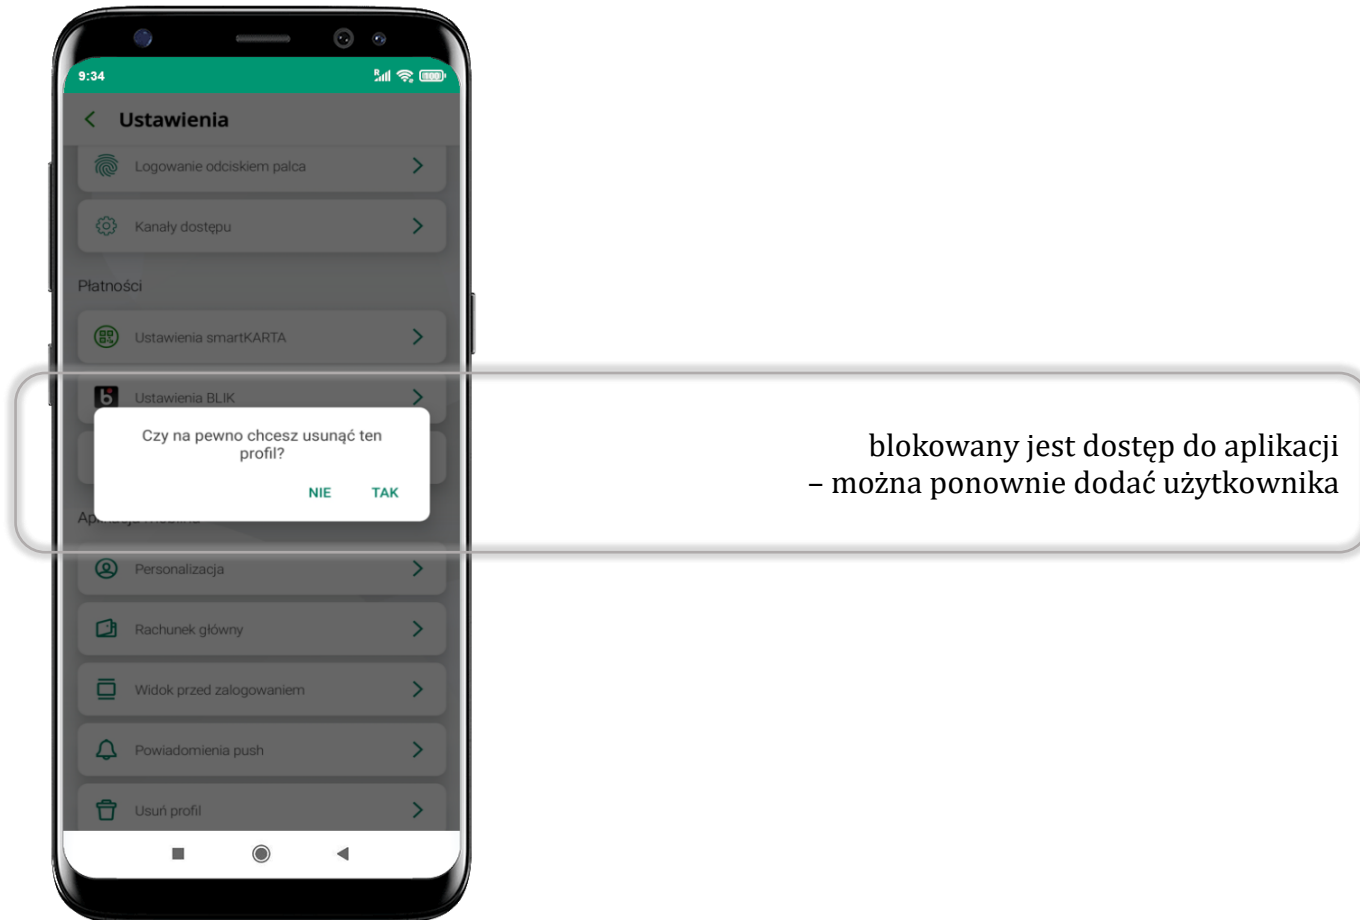 9:34
R
100
Ustawienia
Logowanie odciskiem palca
Kanały dostępu
Płatności
Ustawienia smartKARTA
Ustawienia BLIK
Czy na pewno chcesz usunąć ten
profil?
NIE TAK
blokowany jest dostęp do aplikacji
– można ponownie dodać użytkownika
Personalizacja
Rachunek główny
Widok przed zalogowaniem
Powiadomienia push
Usuń profil